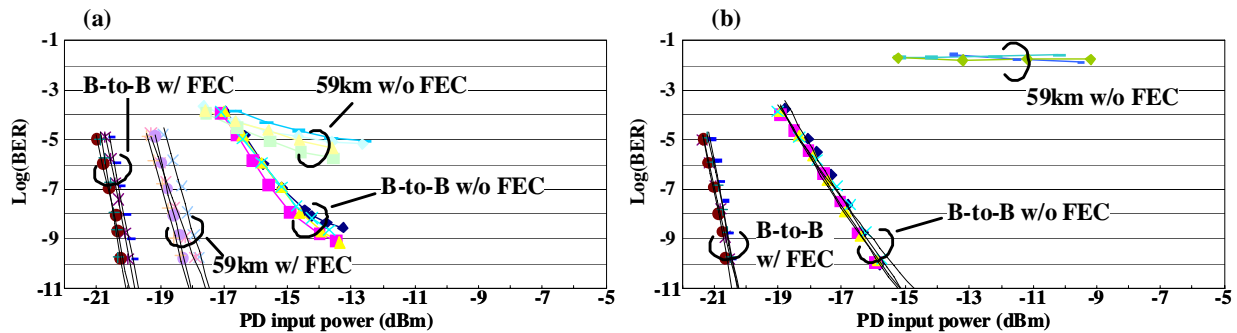 (a)
-1
-3
-5
-7
-9
-11
Log(BER)
B-to-B w/ FEC
59km w/o FEC
B-to-B w/o FEC
59km w/ FEC
-21 -19 -17 -15 -13 -11 -9 -7 -5
PD input power (dBm)
(b)
-1
-3
-5
-7
-9
-11
Log(BER)
59km w/o FEC
B-to-B w/o FEC
B-to-B
w/ FEC
-21 -19 -17 -15 -13 -11 -9 -7 -5
PD input power (dBm)